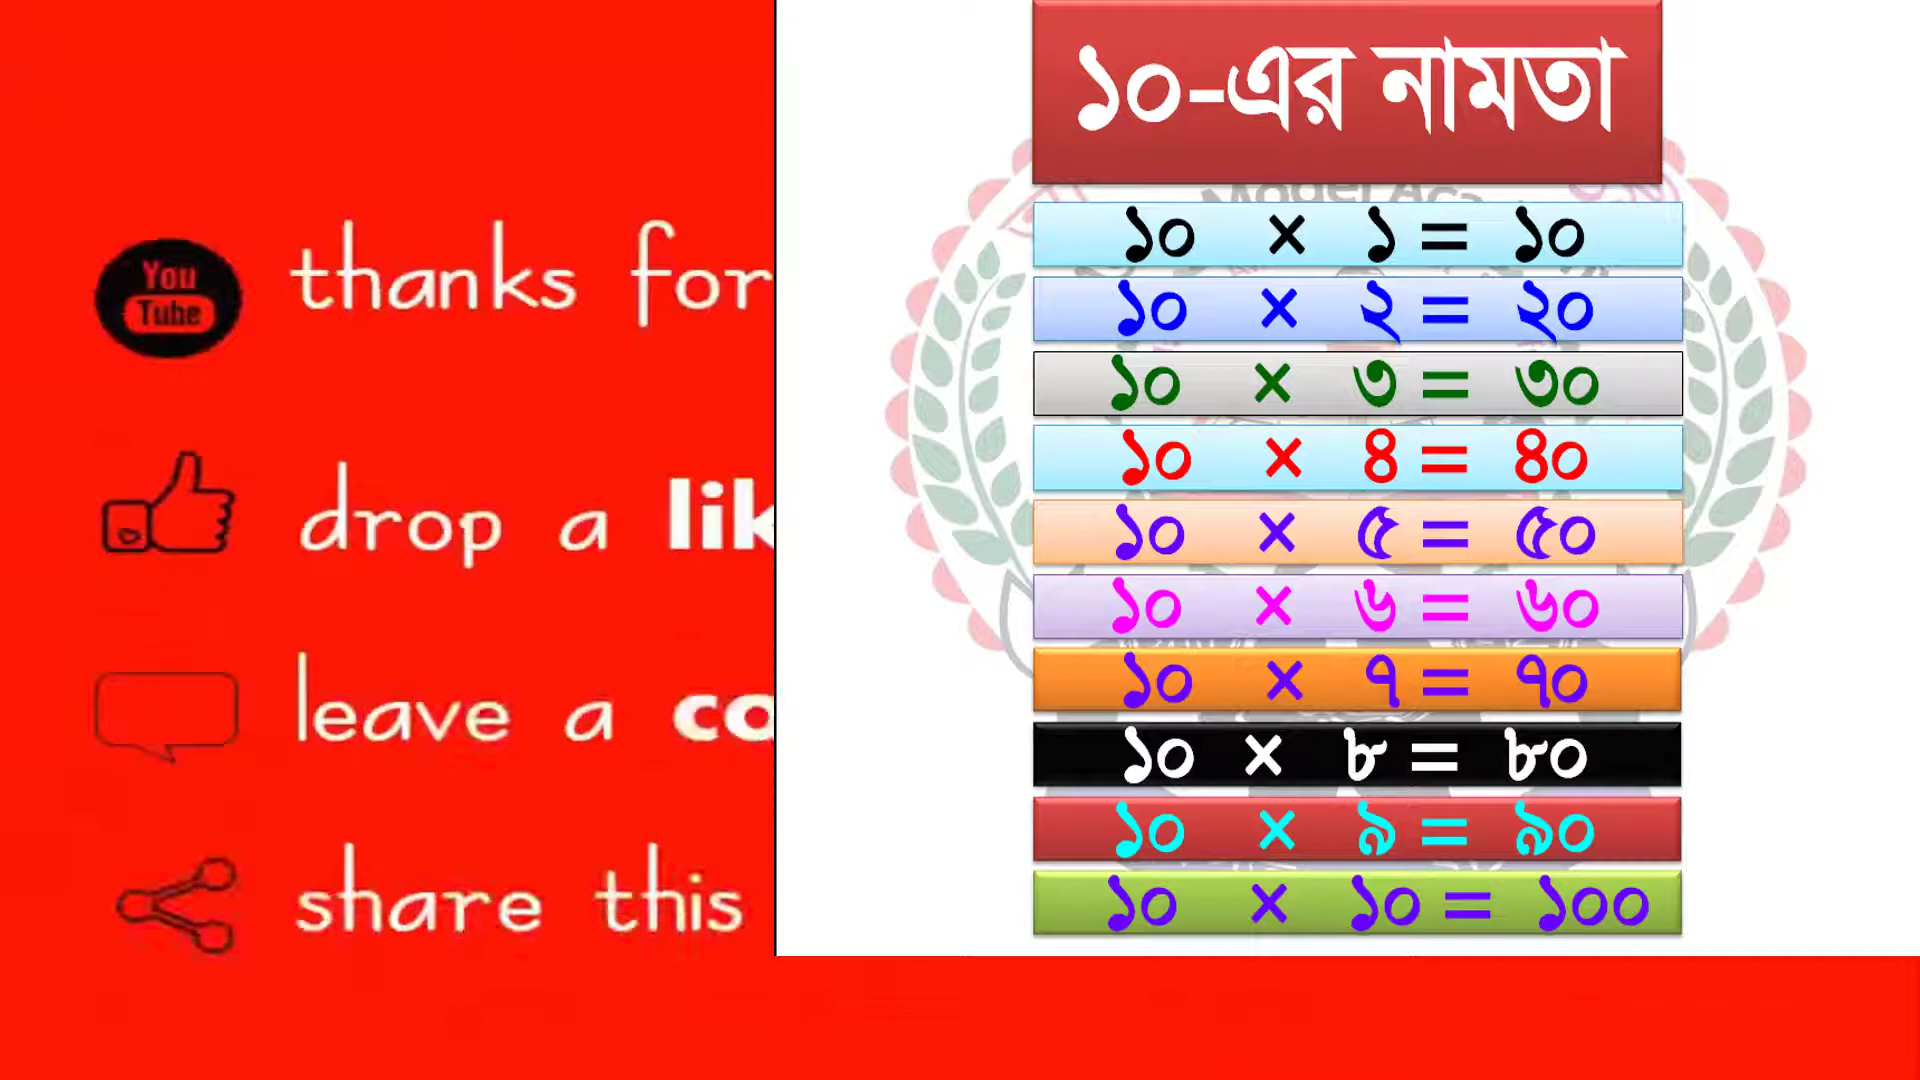 You
Tube
thanks for
drop a lik
leave a co
share this
১০-এর নামতা
Model Aca
১০ × ১ = ১০
১০ × ২ = ২০
১০ × ৩ = ৩০
১০ × ৪ = ৪০
১০ × ৫ = ৫০
১০ × ৬ = ৬০
১০ × ৭ = ৭০
১০ × ৮ = ৮০
১০ × ৯ = ৯০
১০ × ১০ = ১০০